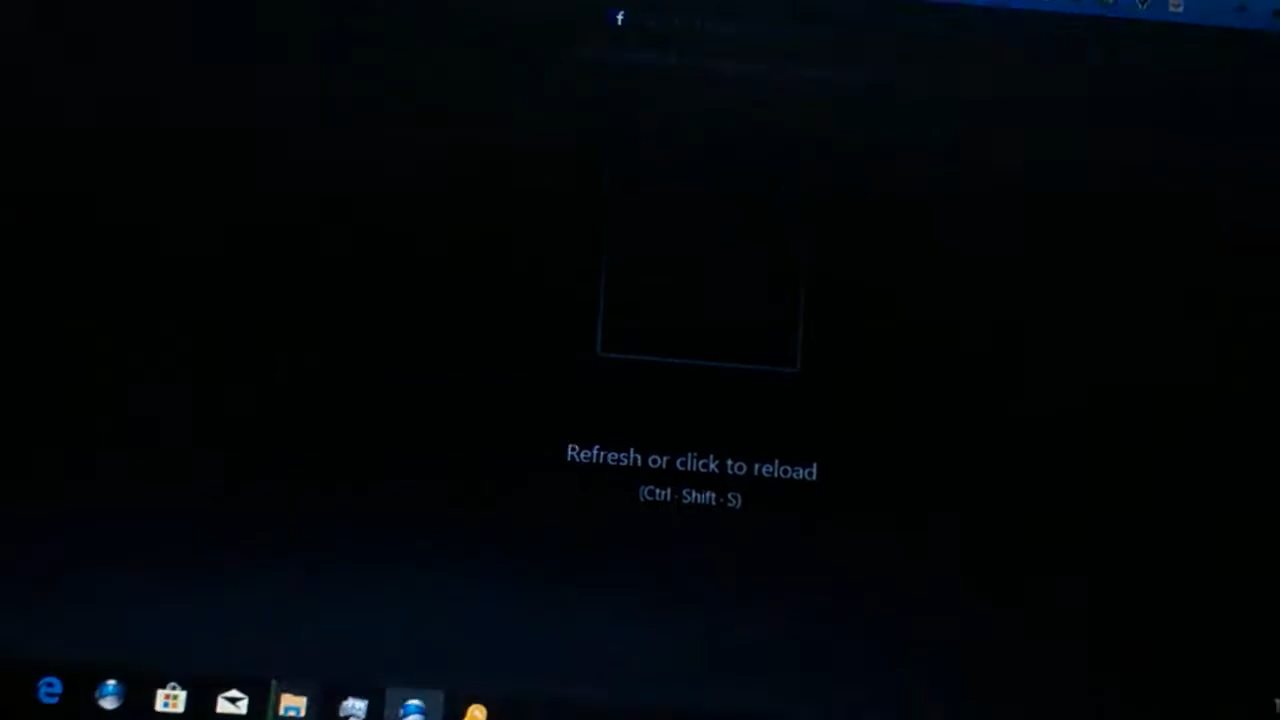 Refresh or click to reload
(Ctrl - Shift - S)